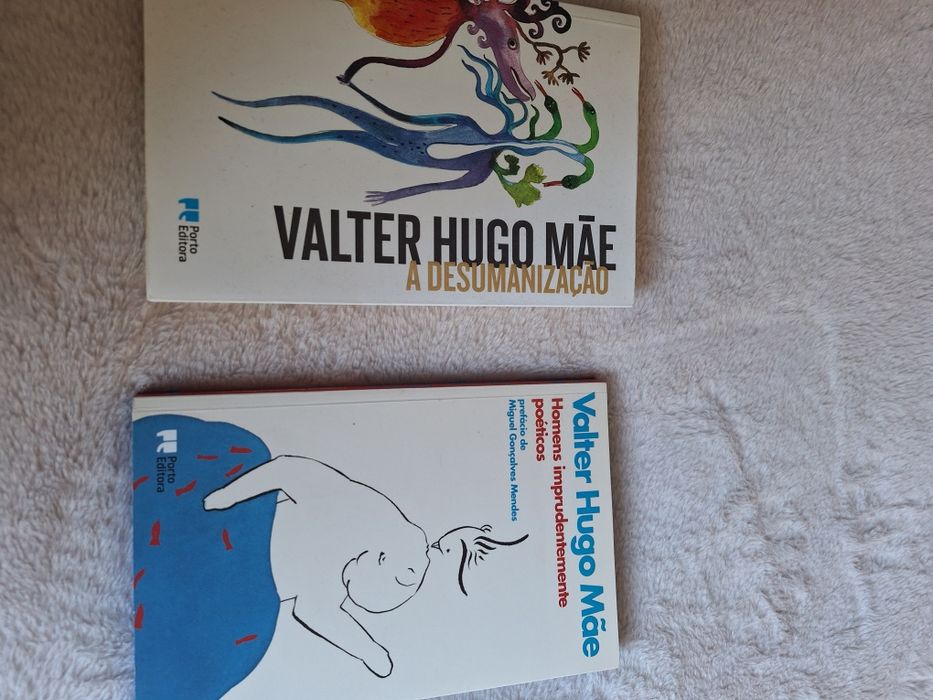 VALTER HUGO MÃE
A DESUMANIZAÇÃO
Porto
Editora
Valter Hugo Mãe
Homens imprudentemente
poéticos
prefácio de
Miguel Gonçalves Mendes
Porto
Editora